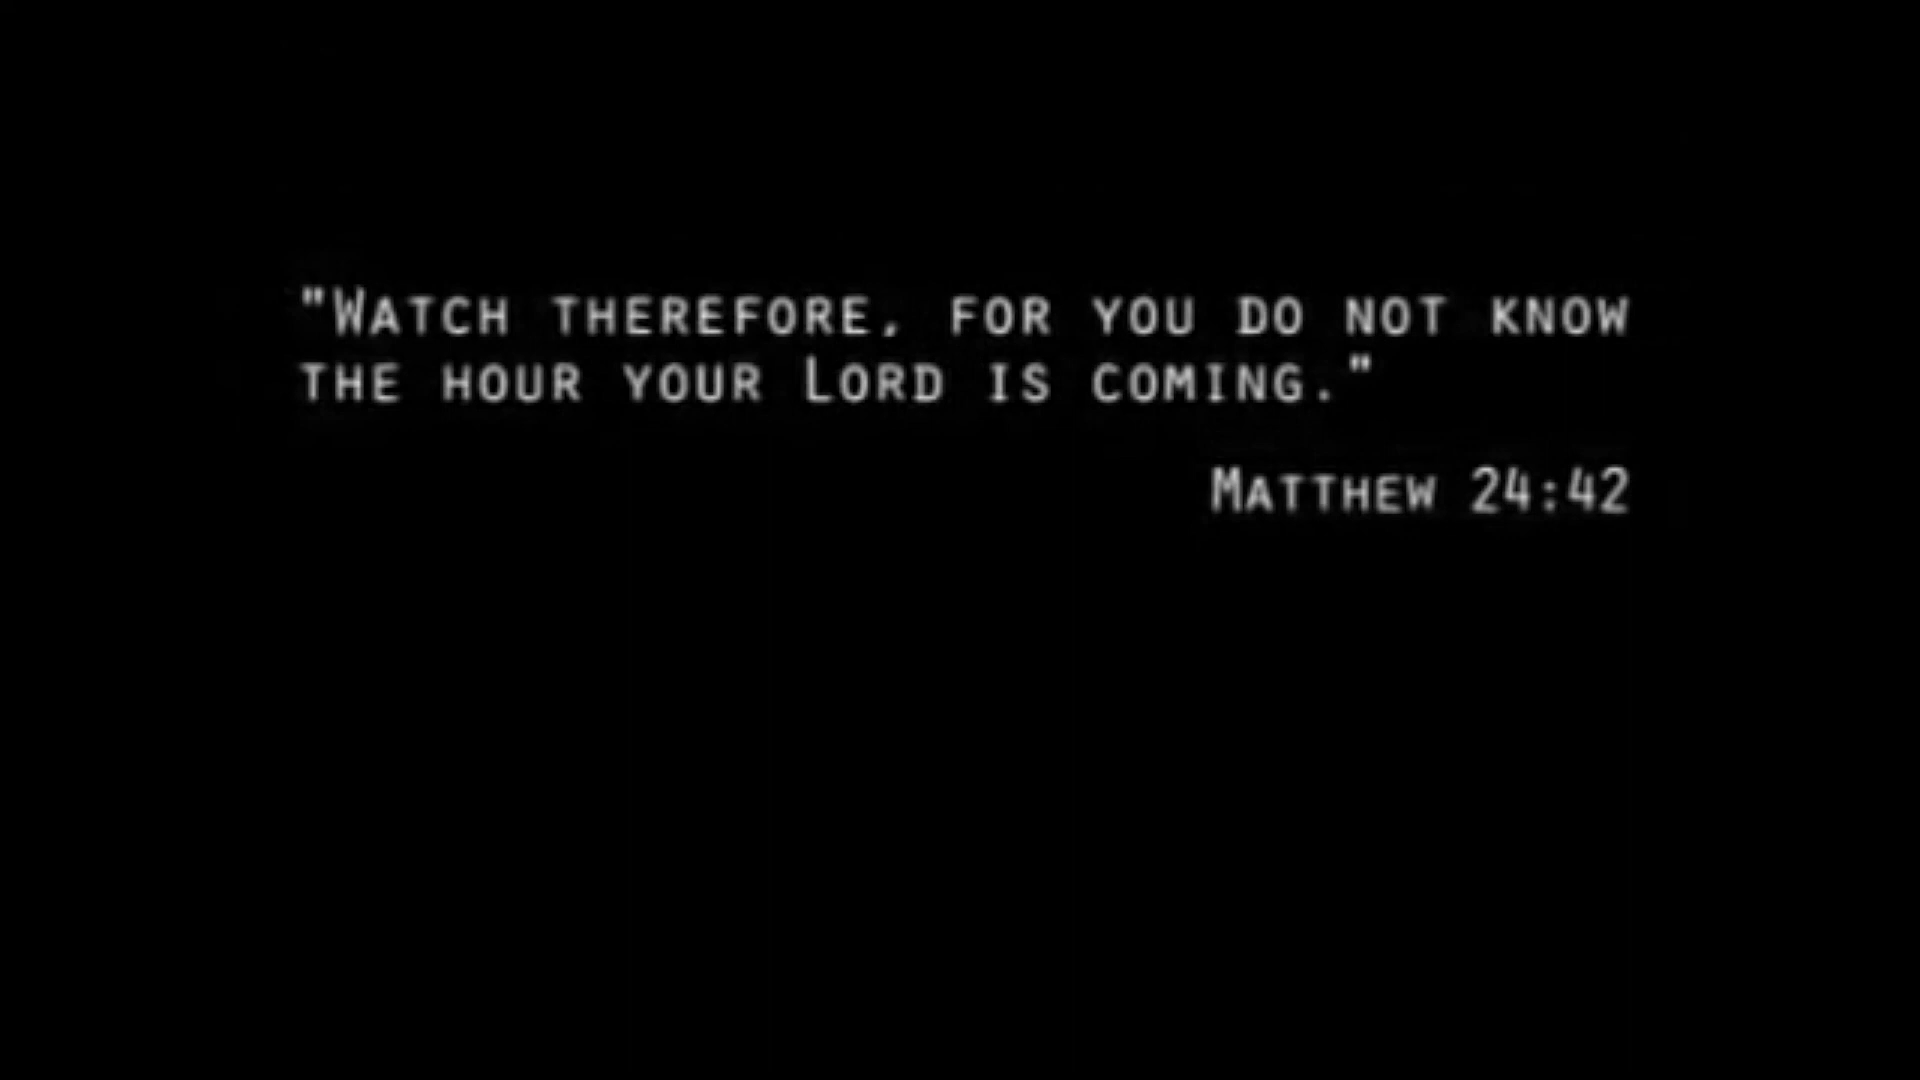 "Watch therefore, for you do not know
the hour your Lord is coming."
Matthew 24:42